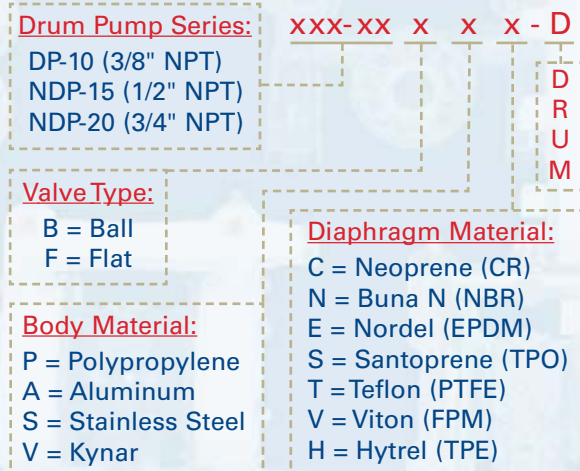 Drum Pump Series:
DP-10 (3/8" NPT)
NDP-15 (1/2" NPT)
NDP-20 (3/4" NPT)
xxx-xx x x x - D
D
R
U
M
Valve Type:
B = Ball
F = Flat
Body Material:
P = Polypropylene
A = Aluminum
S = Stainless Steel
V = Kynar
Diaphragm Material:
C = Neoprene (CR)
N = Buna N (NBR)
E = Nordel (EPDM)
S = Santoprene (TPO)
T = Teflon (PTFE)
V = Viton (FPM)
H = Hytrel (TPE)